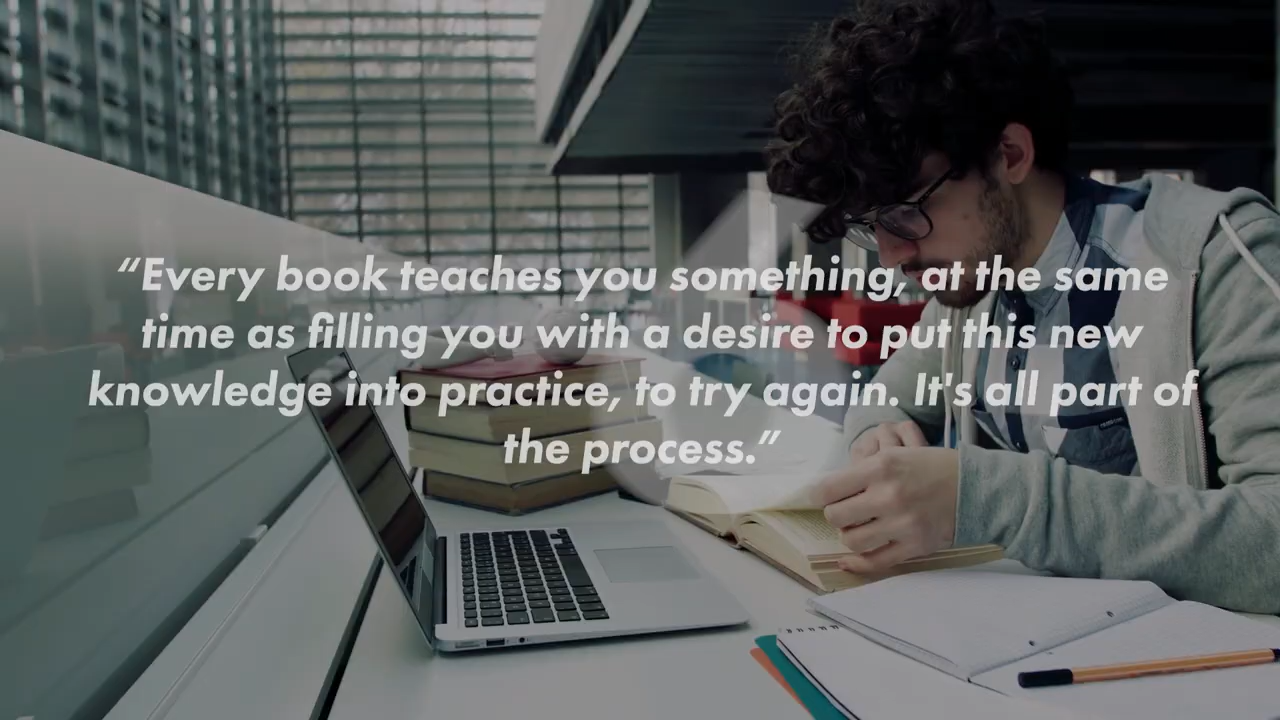 “Every book teaches you something, at the same
time as filling you with a desire to put this new
knowledge into practice, to try again. It's all part of
the process.”